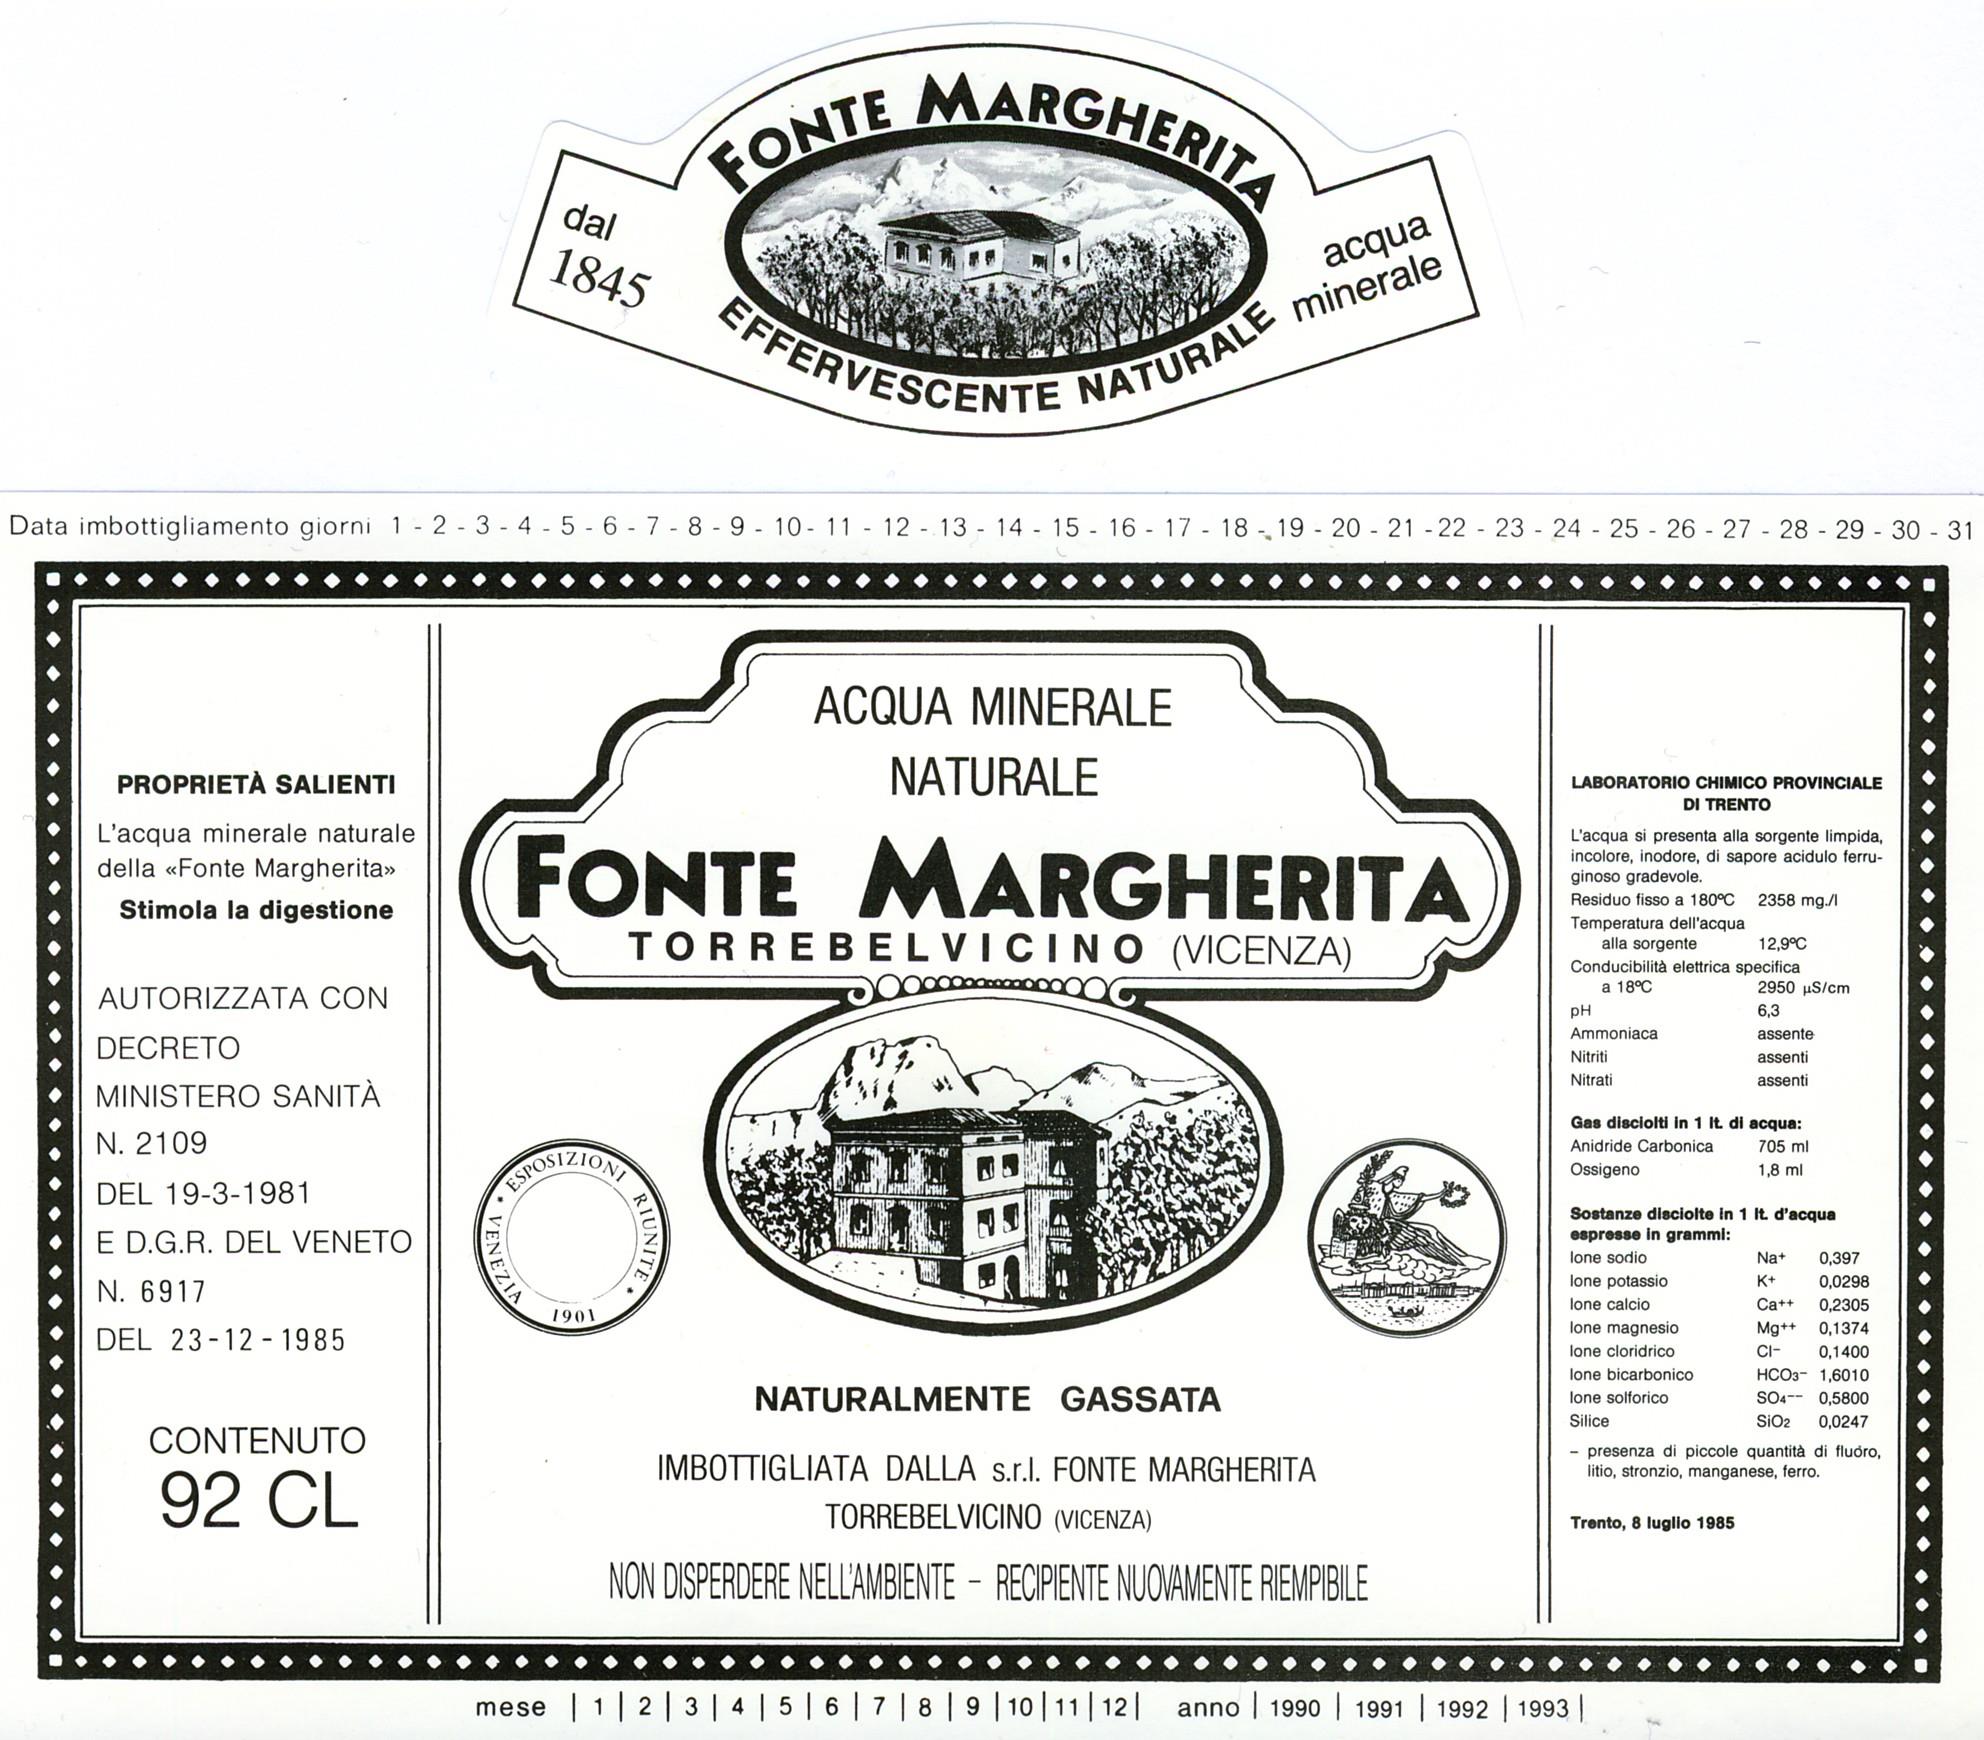 FONTE MARGHERITA
dal
1845
acqua
minerale
EFFERVESCENTE NATURALE
Data imbottigliamento giorni 1 - 2 - 3 - 4 - 5 - 6 - 7 - 8 - 9 - 10 - 11 - 12 - 13 - 14 - 15 - 16 - 17 - 18 - 19 - 20 - 21 - 22 - 23 - 24 - 25 - 26 - 27 - 28 - 29 - 30 - 31
PROPRIETÀ SALIENTI
L'acqua minerale naturale
della «Fonte Margherita»
Stimola la digestione
AUTORIZZATA CON
DECRETO
MINISTERO SANITÀ
N. 2109
DEL 19-3-1981
E D.G.R. DEL VENETO
N. 6917
DEL 23-12-1985
CONTENUTO
92 CL
ACQUA MINERALE
NATURALE
FONTE MARGHERITA
TORREBELVICINO (VICENZA)
ESPOSIZIONI RIUNITE • VENEZIA •
1901
NATURALMENTE GASSATA
IMBOTTIGLIATA DALLA s.r.l. FONTE MARGHERITA
TORREBELVICINO (VICENZA)
NON DISPERDERE NELL'AMBIENTE – RECIPIENTE NUOVAMENTE RIEMPIBILE
LABORATORIO CHIMICO PROVINCIALE
DI TRENTO
L'acqua si presenta alla sorgente limpida,
incolore, inodore, di sapore acidulo ferru-
ginoso gradevole.
Residuo fisso a 180ºC 2358 mg./l
Temperatura dell'acqua
alla sorgente 12,9ºC
Conducibilità elettrica specifica
a 18ºC 2950 µS/cm
pH 6,3
Ammoniaca assente
Nitriti assenti
Nitrati assenti
Gas disciolti in 1 lt. di acqua:
Anidride Carbonica 705 ml
Ossigeno 1,8 ml
Sostanze disciolte in 1 lt. d'acqua
espresse in grammi:
Ione sodio Na+ 0,397
Ione potassio K+ 0,0298
Ione calcio Ca++ 0,2305
Ione magnesio Mg++ 0,1374
Ione cloridrico Cl– 0,1400
Ione bicarbonico HCO3– 1,6010
Ione solforico SO4–– 0,5800
Silice SiO2 0,0247
– presenza di piccole quantità di fluóro,
litio, stronzio, manganese, ferro.
Trento, 8 luglio 1985
mese | 1 | 2 | 3 | 4 | 5 | 6 | 7 | 8 | 9 | 10 | 11 | 12 | anno | 1990 | 1991 | 1992 | 1993 |